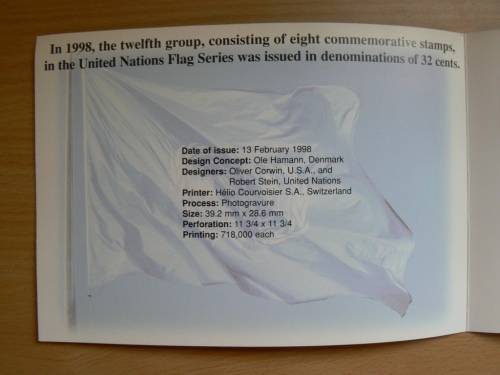 In 1998, the twelfth group, consisting of eight commemorative stamps,
in the United Nations Flag Series was issued in denominations of 32 cents.
Date of issue: 13 February 1998
Design Concept: Ole Hamann, Denmark
Designers: Oliver Corwin, U.S.A., and
Robert Stein, United Nations
Printer: Hélio Courvoisier S.A., Switzerland
Process: Photogravure
Size: 39.2 mm x 28.6 mm
Perforation: 11 3/4 x 11 3/4
Printing: 718,000 each